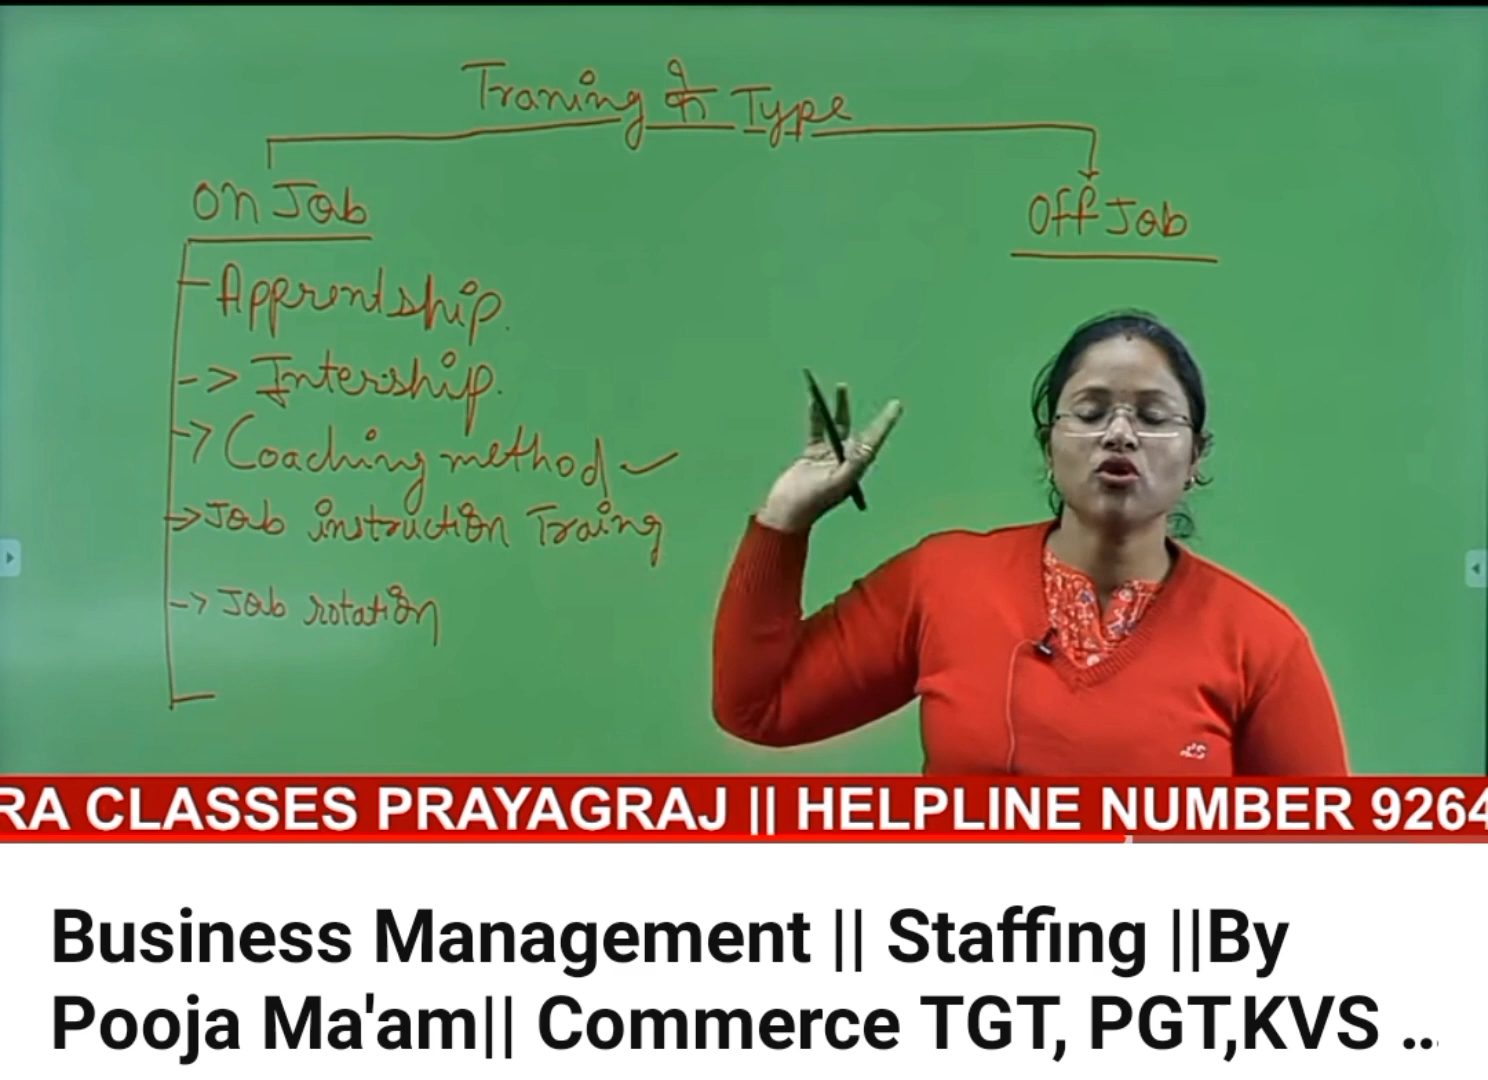 Traning के Type
On Job
Off Job
Apprentship.
-> Intership.
-> Coaching method
-> Job instruction Traing
-> Job rotation
RA CLASSES PRAYAGRAJ || HELPLINE NUMBER 9264
Business Management || Staffing ||By
Pooja Ma'am|| Commerce TGT, PGT,KVS ...